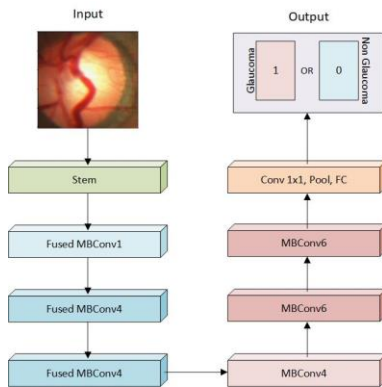 Input
Stem
Fused MBConv1
Fused MBConv4
Fused MBConv4
MBConv4
MBConv6
MBConv6
Conv 1x1, Pool, FC
Output
Glaucoma
1
OR
0
Non Glaucoma